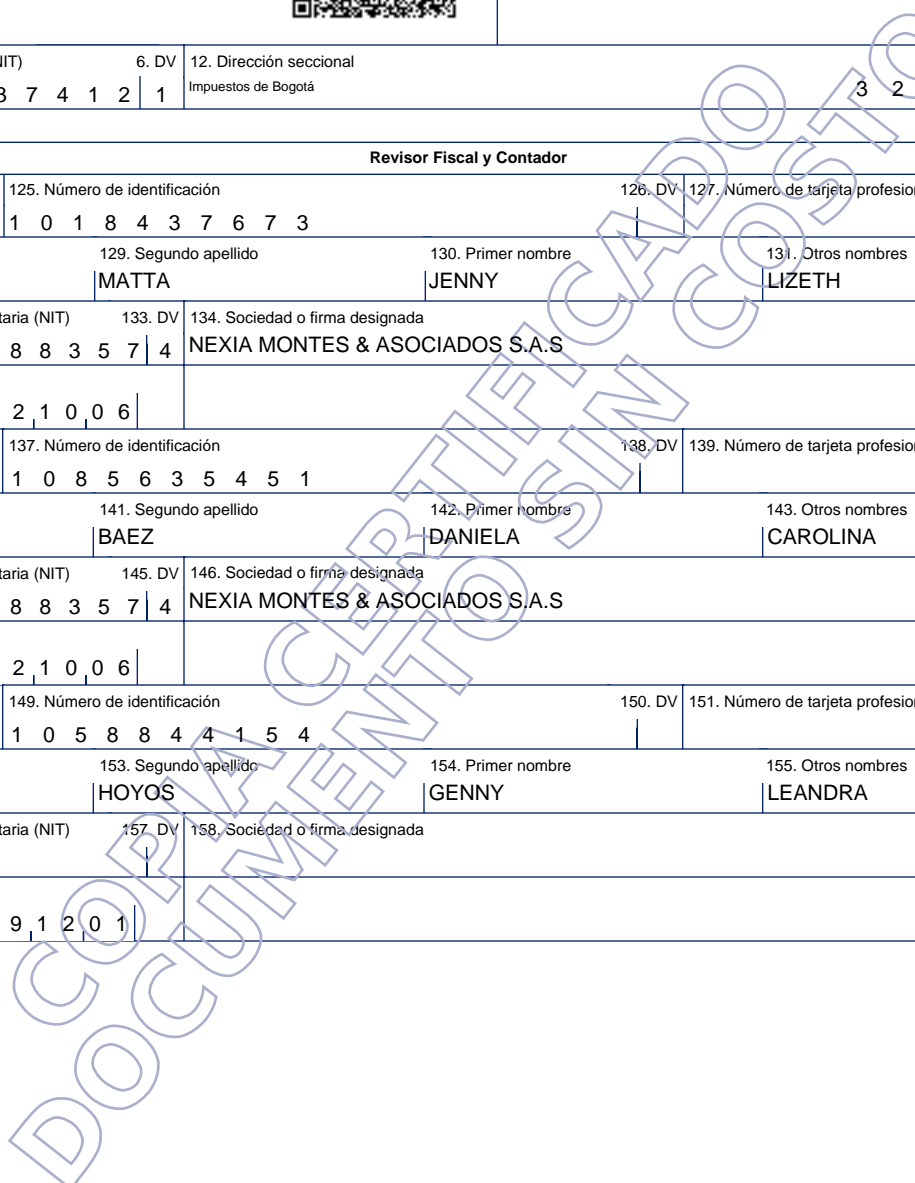 NIT) 6. DV 12. Dirección seccional
8 7 4 1 2 1 Impuestos de Bogotá 3 2
Revisor Fiscal y Contador
125. Número de identificación 126. DV 127. Número de tarjeta profesion
1 0 1 8 4 3 7 6 7 3
129. Segundo apellido 130. Primer nombre 131. Otros nombres
MATTA JENNY LIZETH
taria (NIT) 133. DV 134. Sociedad o firma designada
8 8 3 5 7 4 NEXIA MONTES & ASOCIADOS S.A.S
2 1 0 0 6
137. Número de identificación 138. DV 139. Número de tarjeta profesion
1 0 8 5 6 3 5 4 5 1
141. Segundo apellido 142. Primer nombre 143. Otros nombres
BAEZ DANIELA CAROLINA
taria (NIT) 145. DV 146. Sociedad o firma designada
8 8 3 5 7 4 NEXIA MONTES & ASOCIADOS S.A.S
2 1 0 0 6
149. Número de identificación 150. DV 151. Número de tarjeta profesion
1 0 5 8 8 4 4 1 5 4
153. Segundo apellido 154. Primer nombre 155. Otros nombres
HOYOS GENNY LEANDRA
taria (NIT) 157. DV 158. Sociedad o firma designada
9 1 2 0 1
COPIA CERTIFICADO
DOCUMENTO SIN COSTO